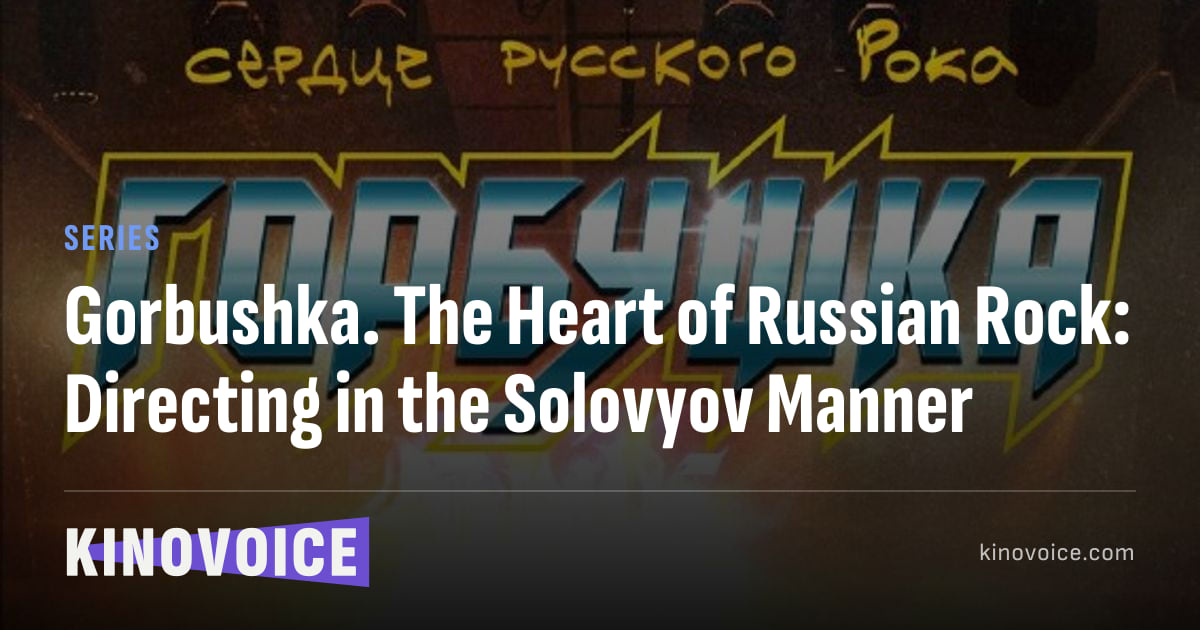 сердце русского Рока
ГОРБУШКА
SERIES
Gorbushka. The Heart of Russian Rock:
Directing in the Solovyov Manner
KINOVOICE
kinovoice.com